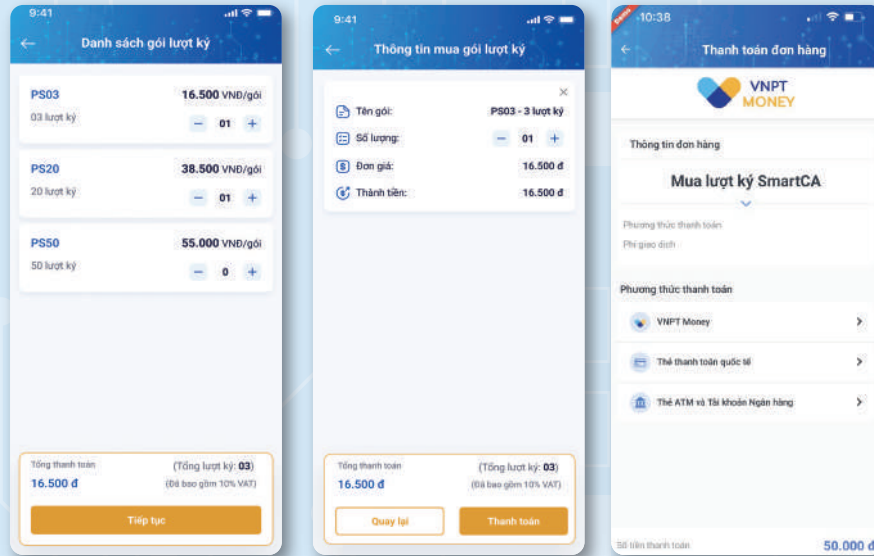 9:41
Danh sách gói lượt ký
PS03
16.500 VNĐ/gói
03 lượt ký
− 01 +
PS20
38.500 VNĐ/gói
20 lượt ký
− 01 +
PS50
55.000 VNĐ/gói
50 lượt ký
− 0 +
Tổng thanh toán
(Tổng lượt ký: 03)
16.500 đ
(Đã bao gồm 10% VAT)
Tiếp tục
9:41
Thông tin mua gói lượt ký
Tên gói:
PS03 - 3 lượt ký
Số lượng:
− 01 +
Đơn giá:
16.500 đ
Thành tiền:
16.500 đ
Tổng thanh toán
(Tổng lượt ký: 03)
16.500 đ
(Đã bao gồm 10% VAT)
Quay lại
Thanh toán
Demo
10:38
Thanh toán đơn hàng
VNPT
MONEY
Thông tin đơn hàng
Mua lượt ký SmartCA
Phương thức thanh toán
Phí giao dịch
Phương thức thanh toán
VNPT Money
Thẻ thanh toán quốc tế
Thẻ ATM và Tài khoản Ngân hàng
Số tiền thanh toán
50.000 đ